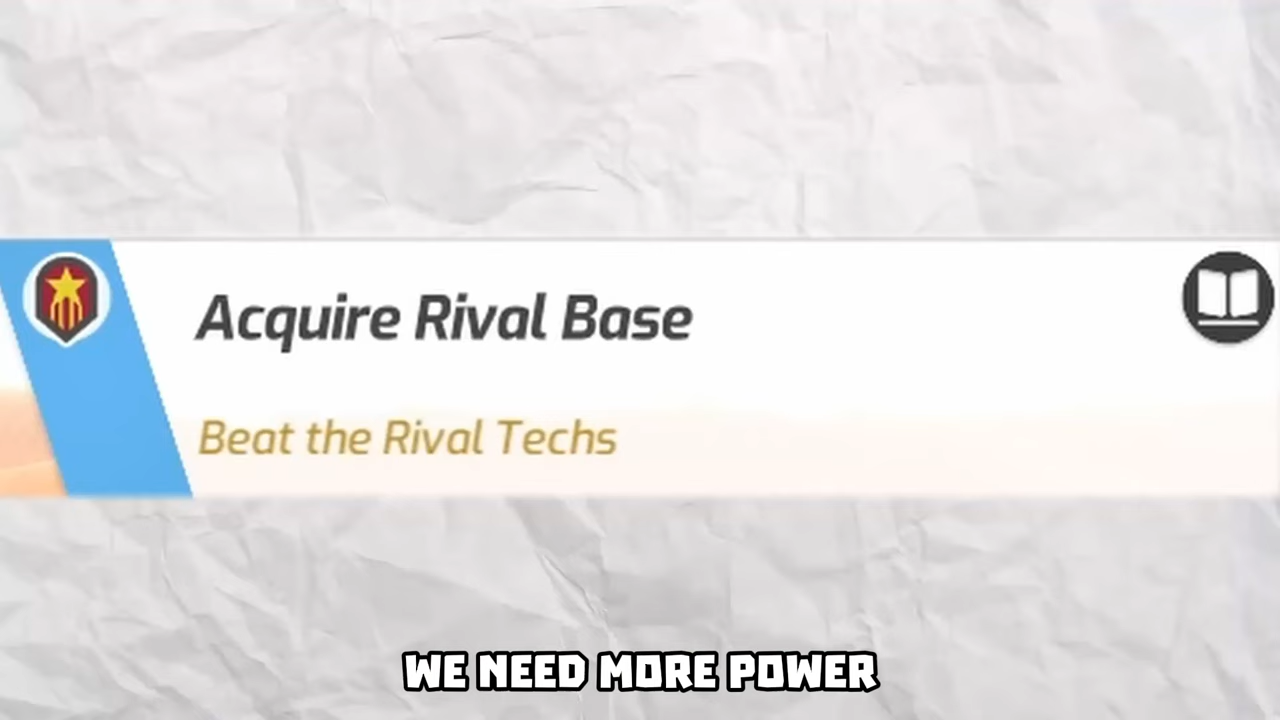 Acquire Rival Base
Beat the Rival Techs
WE NEED MORE POWER